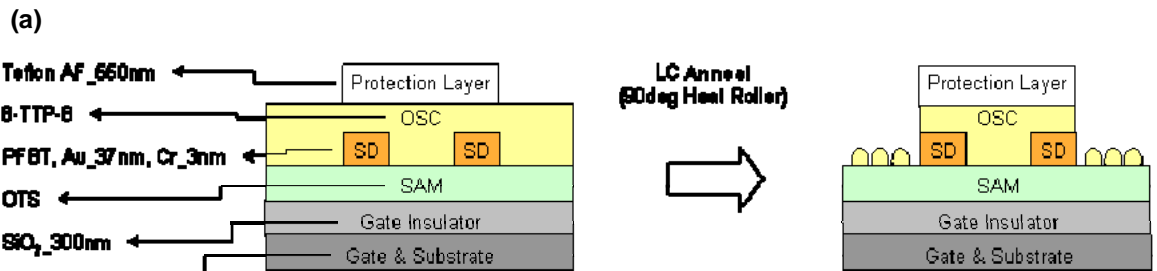 (a)
Teflon AF_550nm
Protection Layer
8-TTP-8
OSC
PFBT, Au_37nm, Cr_3nm
SD SD
OTS
SAM
SiO₂_300nm
Gate Insulator
Gate & Substrate
LC Anneal
(90deg Heat Roller)
Protection Layer
OSC
SD SD
SAM
Gate Insulator
Gate & Substrate